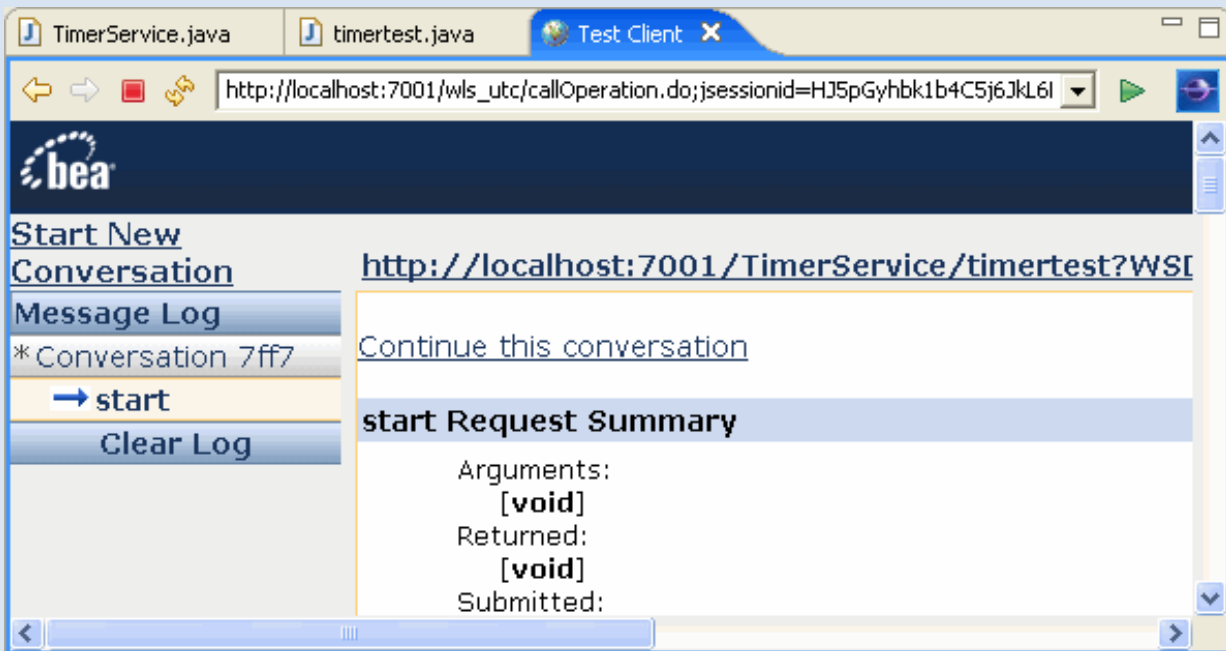 TimerService.java
timertest.java
Test Client
http://localhost:7001/wls_utc/callOperation.do;jsessionid=HJ5pGyhbk1b4C5j6JkL6l
bea
Start New
Conversation
Message Log
* Conversation 7ff7
start
Clear Log
http://localhost:7001/TimerService/timertest?WSD
Continue this conversation
start Request Summary
Arguments:
[void]
Returned:
[void]
Submitted: